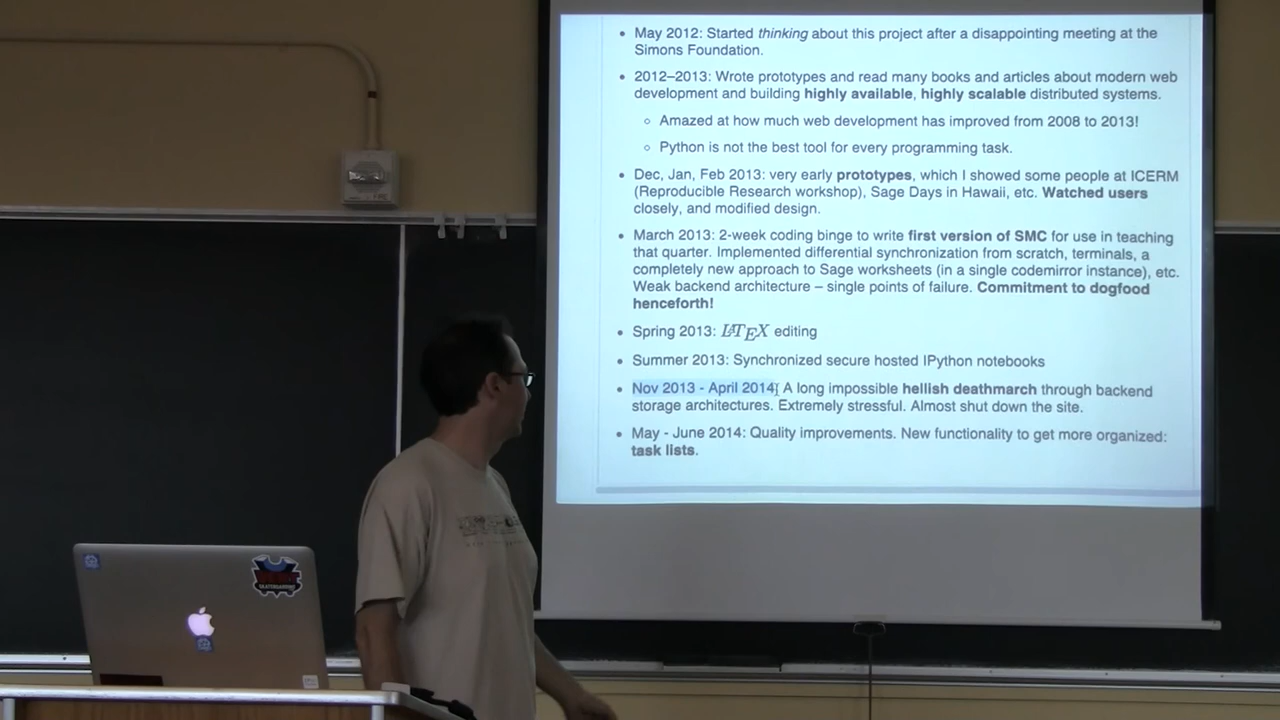 • May 2012: Started thinking about this project after a disappointing meeting at the
Simons Foundation.
• 2012–2013: Wrote prototypes and read many books and articles about modern web
development and building highly available, highly scalable distributed systems.
○ Amazed at how much web development has improved from 2008 to 2013!
○ Python is not the best tool for every programming task.
• Dec, Jan, Feb 2013: very early prototypes, which I showed some people at ICERM
(Reproducible Research workshop), Sage Days in Hawaii, etc. Watched users
closely, and modified design.
• March 2013: 2-week coding binge to write first version of SMC for use in teaching
that quarter. Implemented differential synchronization from scratch, terminals, a
completely new approach to Sage worksheets (in a single codemirror instance), etc.
Weak backend architecture – single points of failure. Commitment to dogfood
henceforth!
• Spring 2013: LATEX editing
• Summer 2013: Synchronized secure hosted IPython notebooks
• Nov 2013 - April 2014: A long impossible hellish deathmarch through backend
storage architectures. Extremely stressful. Almost shut down the site.
• May - June 2014: Quality improvements. New functionality to get more organized:
task lists.